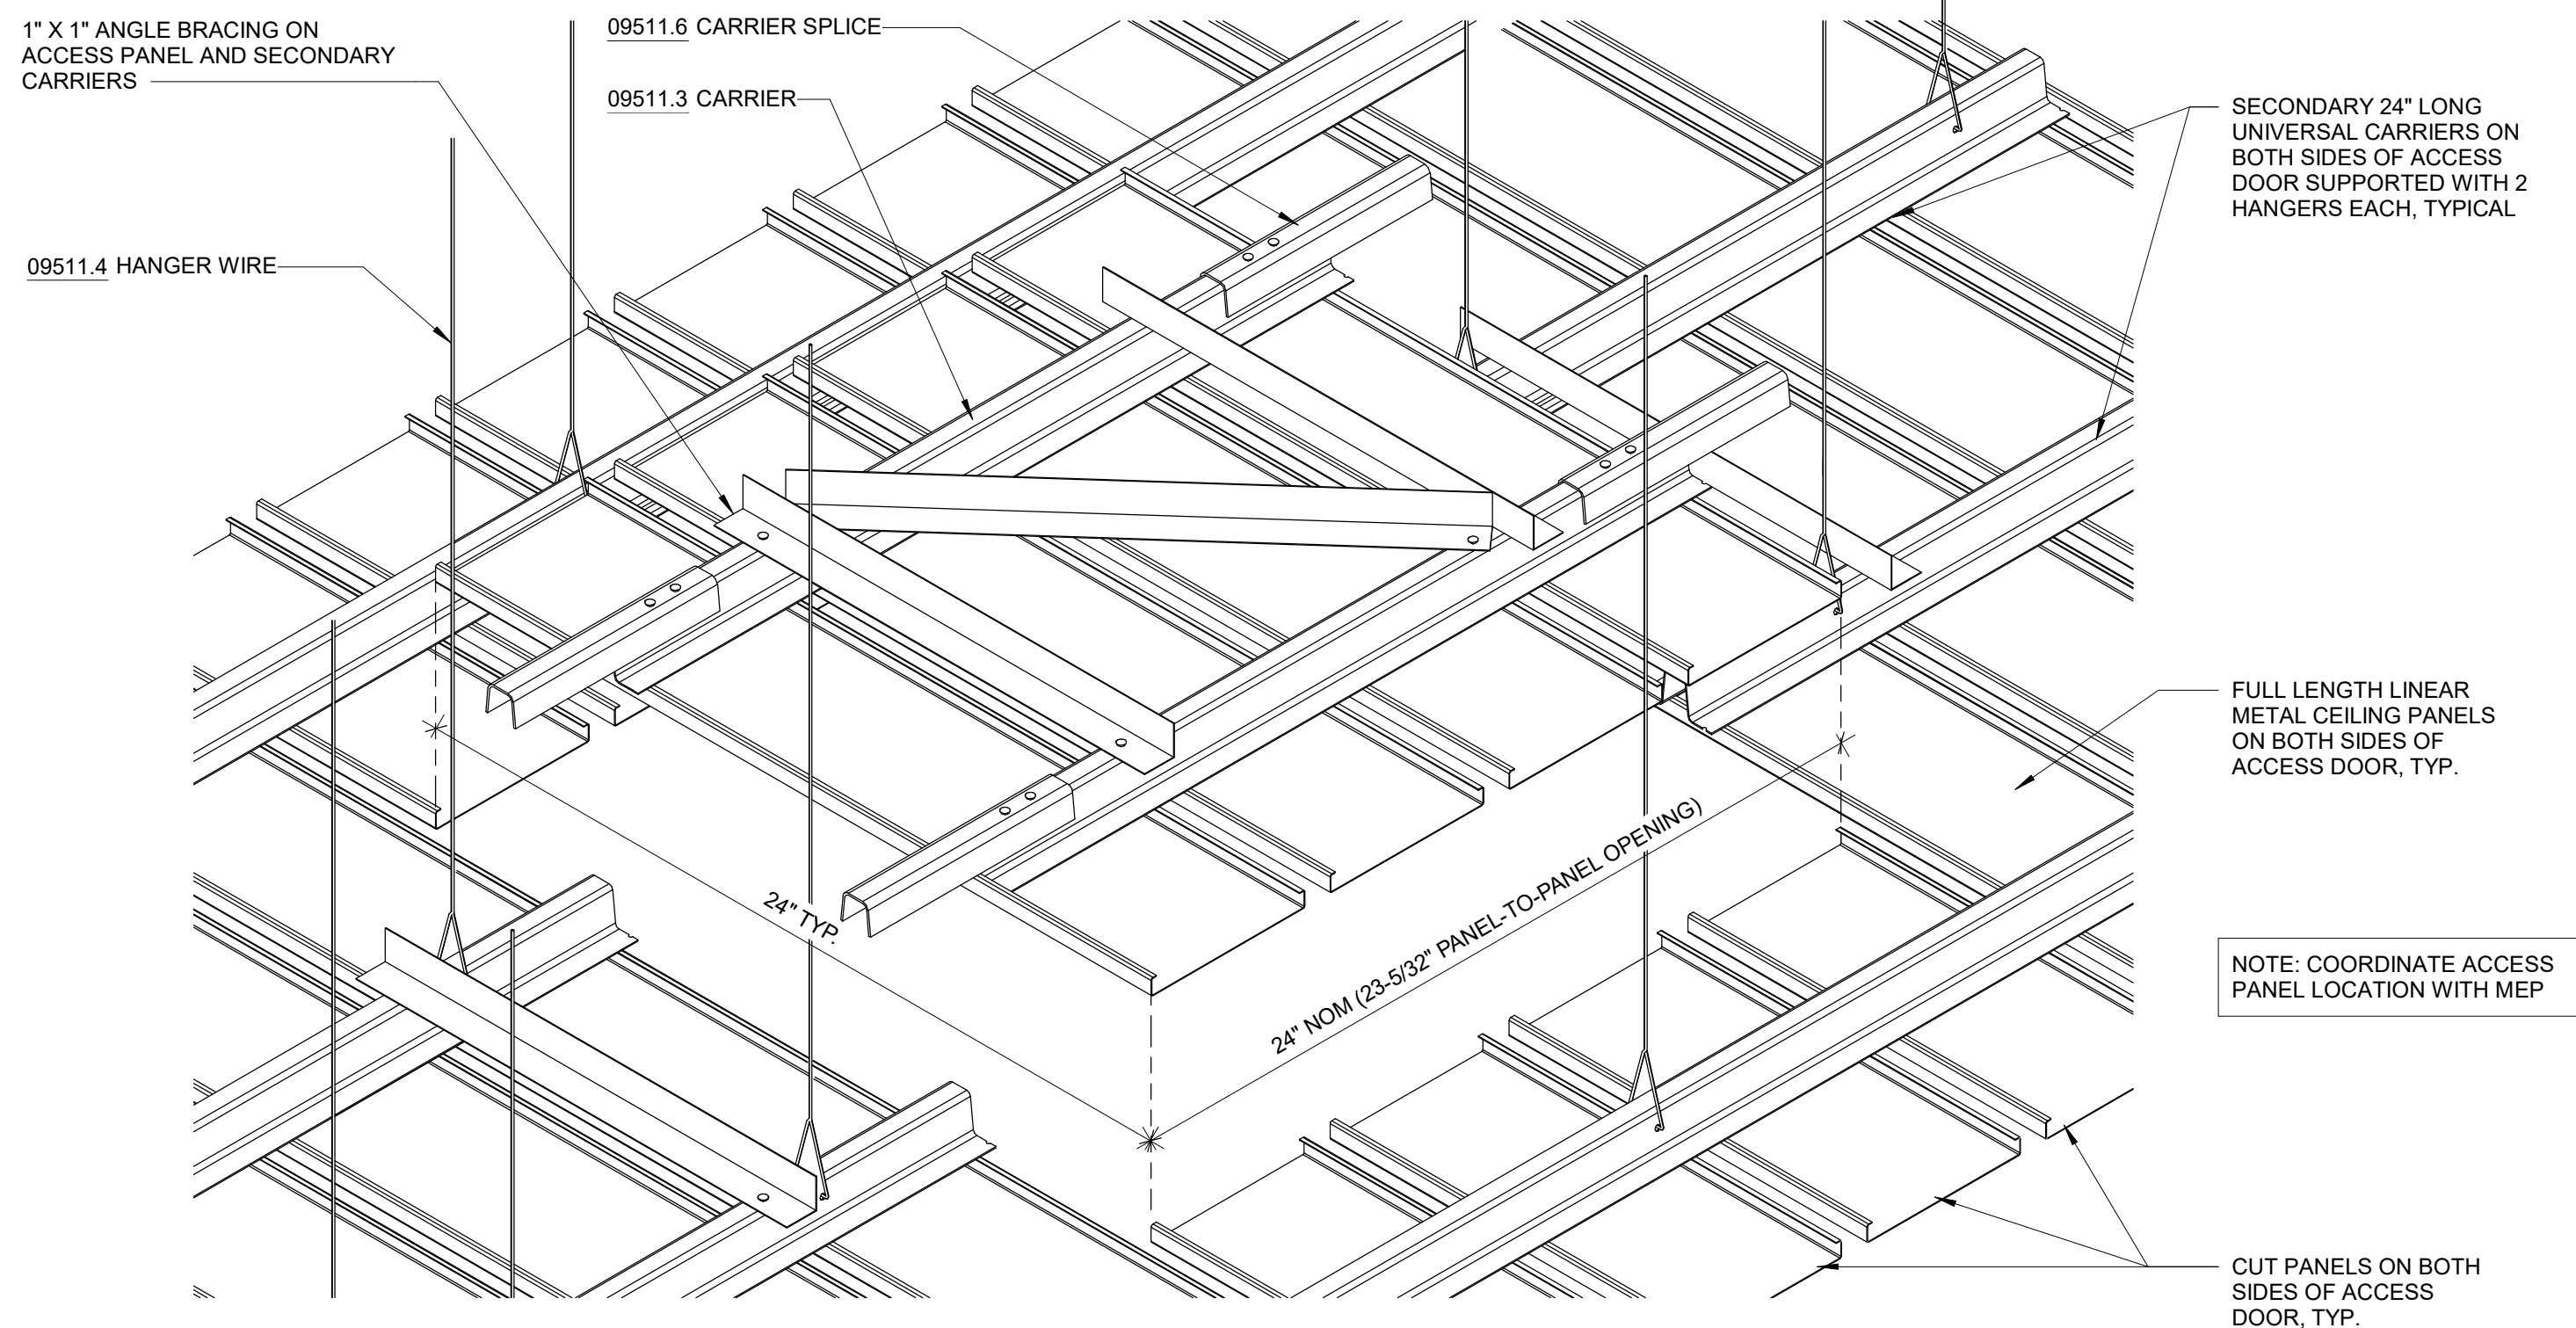 1" X 1" ANGLE BRACING ON
ACCESS PANEL AND SECONDARY
CARRIERS
09511.6 CARRIER SPLICE
09511.3 CARRIER
09511.4 HANGER WIRE
SECONDARY 24" LONG
UNIVERSAL CARRIERS ON
BOTH SIDES OF ACCESS
DOOR SUPPORTED WITH 2
HANGERS EACH, TYPICAL
FULL LENGTH LINEAR
METAL CEILING PANELS
ON BOTH SIDES OF
ACCESS DOOR, TYP.
24" TYP.
24" NOM (23-5/32" PANEL-TO-PANEL OPENING)
NOTE: COORDINATE ACCESS
PANEL LOCATION WITH MEP
CUT PANELS ON BOTH
SIDES OF ACCESS
DOOR, TYP.